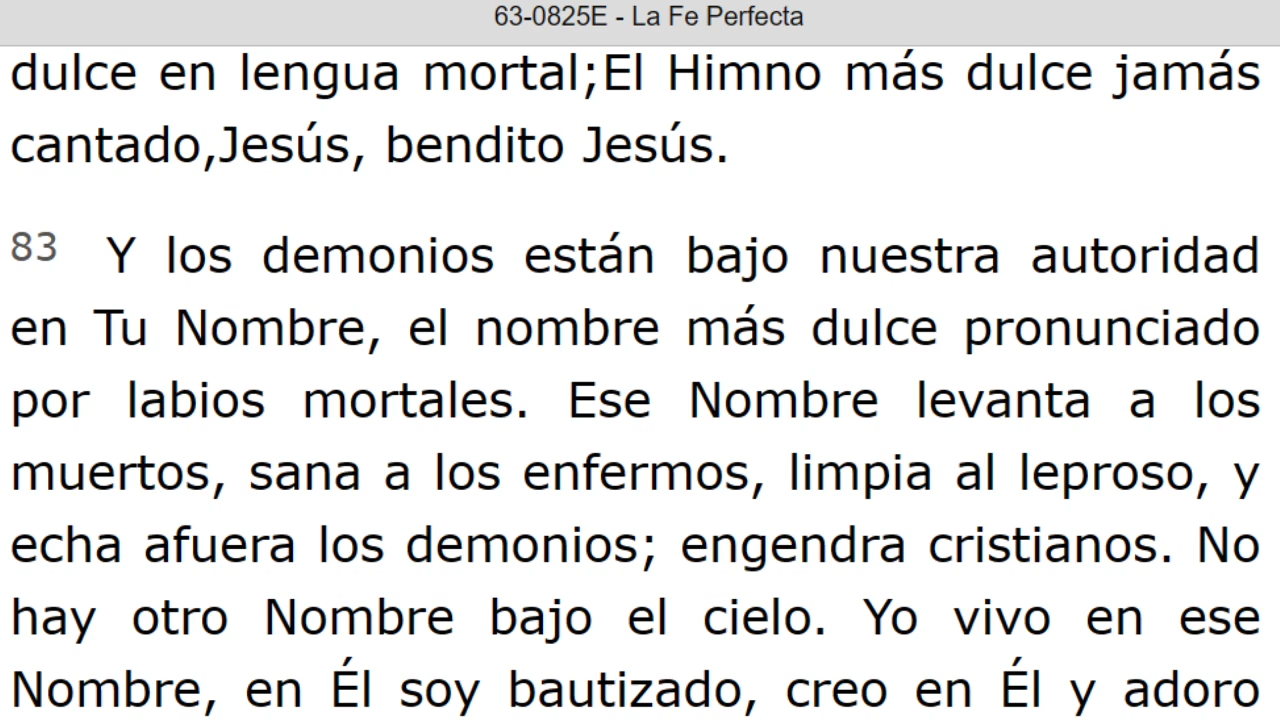 63-0825E - La Fe Perfecta
dulce en lengua mortal;El Himno más dulce jamás
cantado,Jesús, bendito Jesús.
83 Y los demonios están bajo nuestra autoridad
en Tu Nombre, el nombre más dulce pronunciado
por labios mortales. Ese Nombre levanta a los
muertos, sana a los enfermos, limpia al leproso, y
echa afuera los demonios; engendra cristianos. No
hay otro Nombre bajo el cielo. Yo vivo en ese
Nombre, en Él soy bautizado, creo en Él y adoro